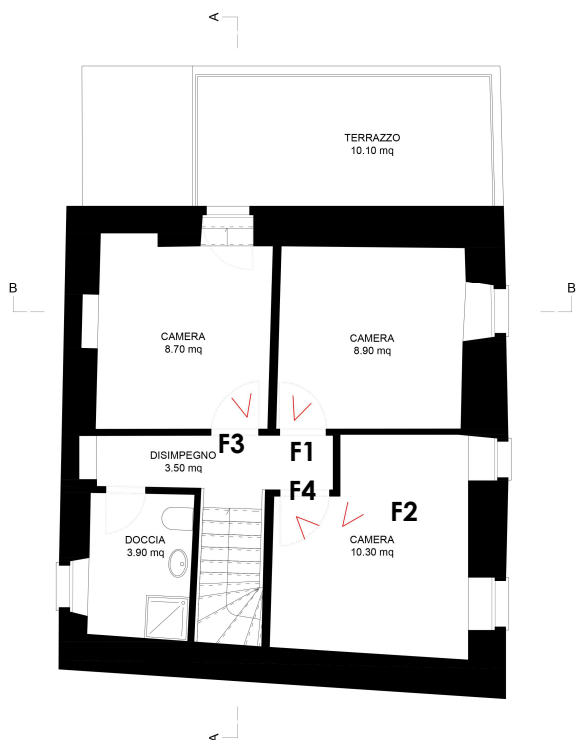 A
TERRAZZO
10.10 mq
B
B
CAMERA
8.70 mq
CAMERA
8.90 mq
F3
F1
DISIMPEGNO
3.50 mq
F4
F2
DOCCIA
3.90 mq
CAMERA
10.30 mq
A